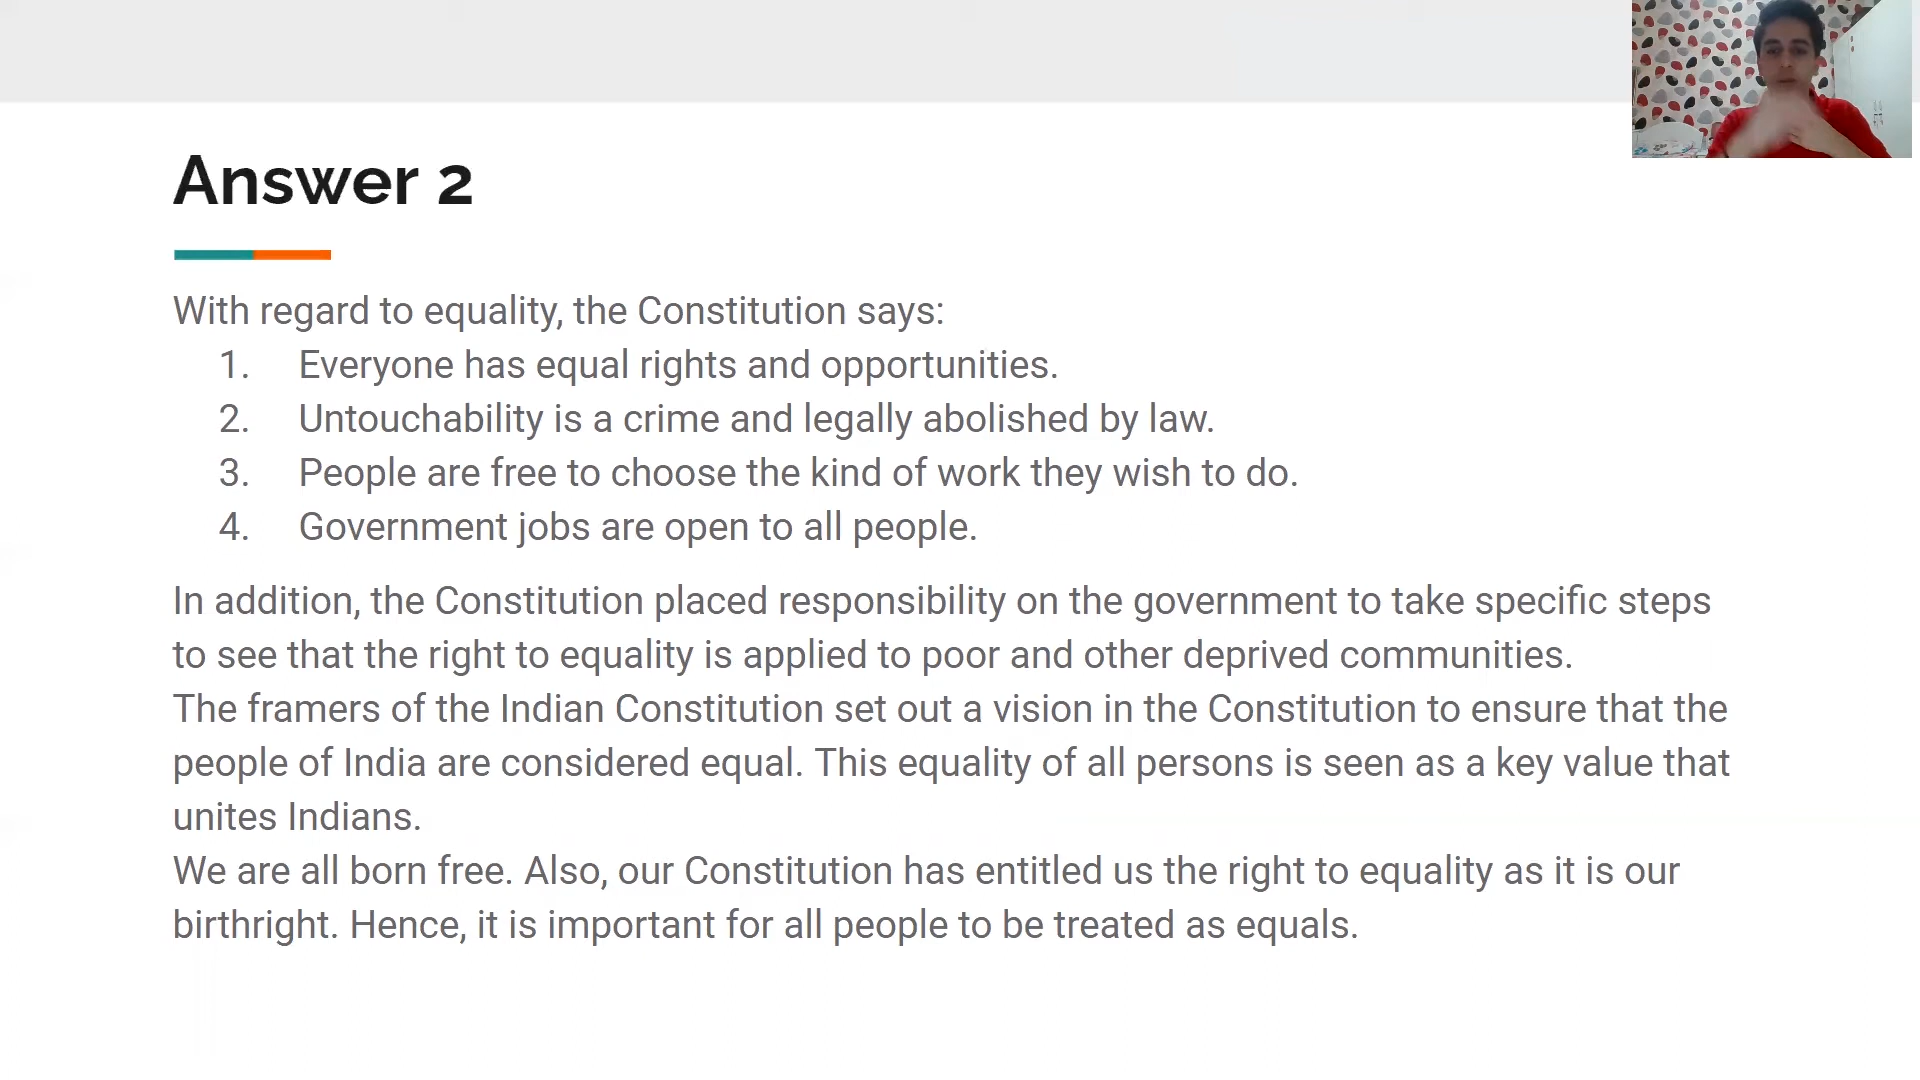 Answer 2
With regard to equality, the Constitution says:
1. Everyone has equal rights and opportunities.
2. Untouchability is a crime and legally abolished by law.
3. People are free to choose the kind of work they wish to do.
4. Government jobs are open to all people.
In addition, the Constitution placed responsibility on the government to take specific steps
to see that the right to equality is applied to poor and other deprived communities.
The framers of the Indian Constitution set out a vision in the Constitution to ensure that the
people of India are considered equal. This equality of all persons is seen as a key value that
unites Indians.
We are all born free. Also, our Constitution has entitled us the right to equality as it is our
birthright. Hence, it is important for all people to be treated as equals.